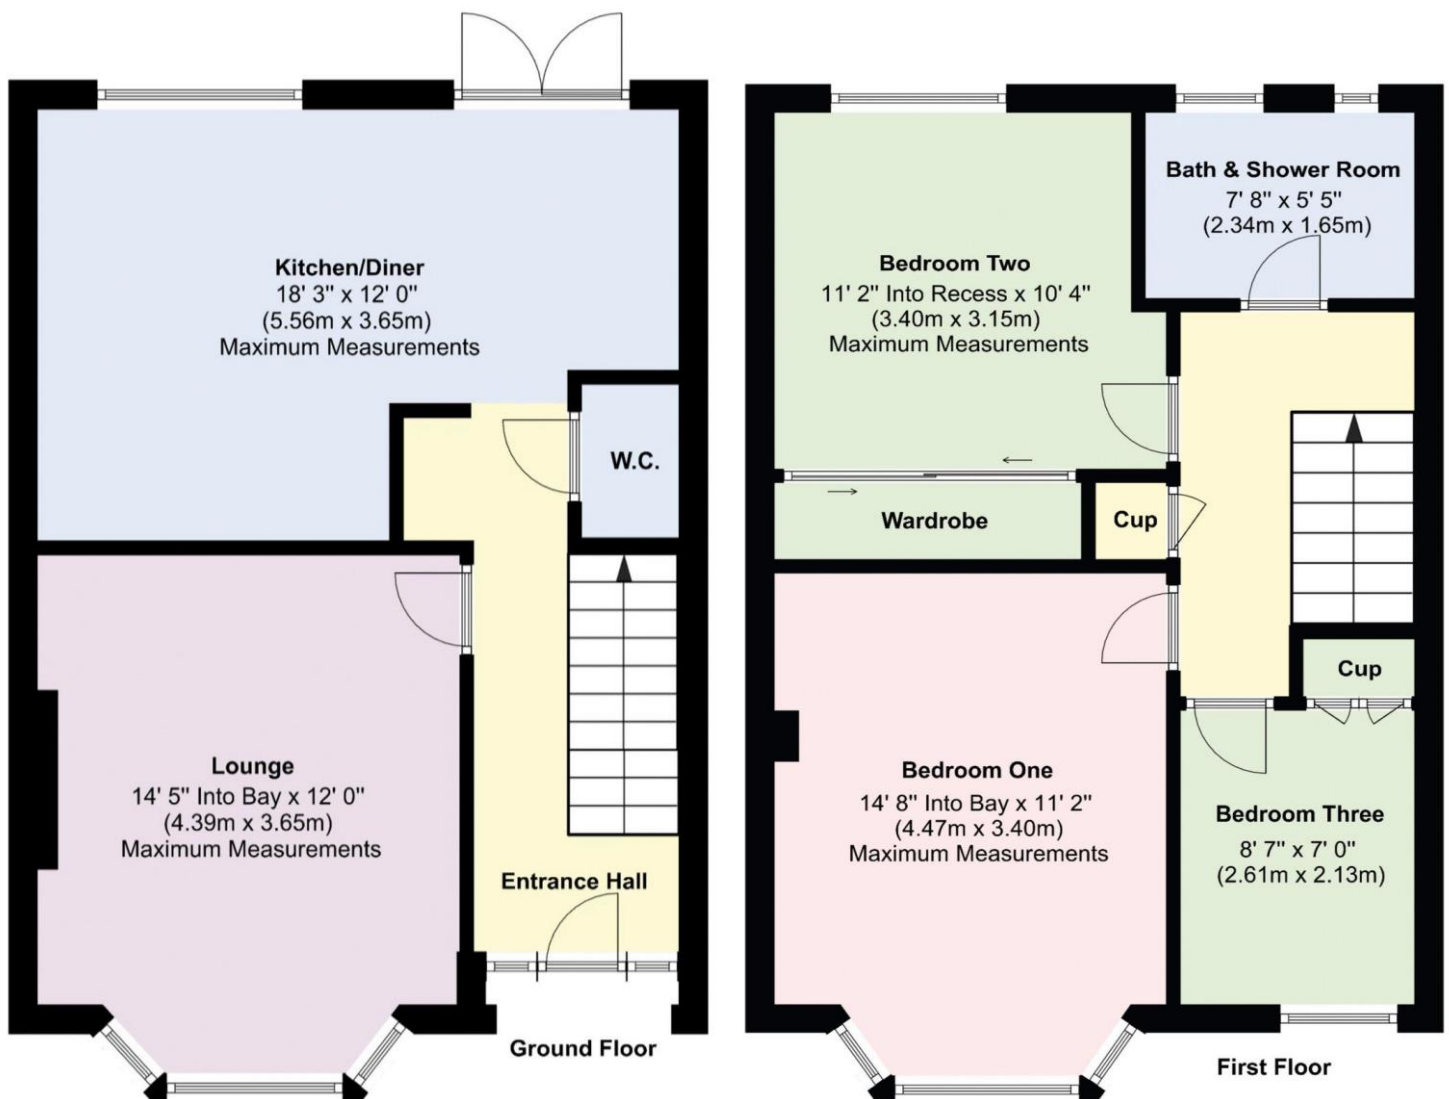 Kitchen/Diner
18' 3" x 12' 0"
(5.56m x 3.65m)
Maximum Measurements
W.C.
Lounge
14' 5" Into Bay x 12' 0"
(4.39m x 3.65m)
Maximum Measurements
Entrance Hall
Ground Floor
Bath & Shower Room
7' 8" x 5' 5"
(2.34m x 1.65m)
Bedroom Two
11' 2" Into Recess x 10' 4"
(3.40m x 3.15m)
Maximum Measurements
Wardrobe
Cup
Cup
Bedroom One
14' 8" Into Bay x 11' 2"
(4.47m x 3.40m)
Maximum Measurements
Bedroom Three
8' 7" x 7' 0"
(2.61m x 2.13m)
First Floor